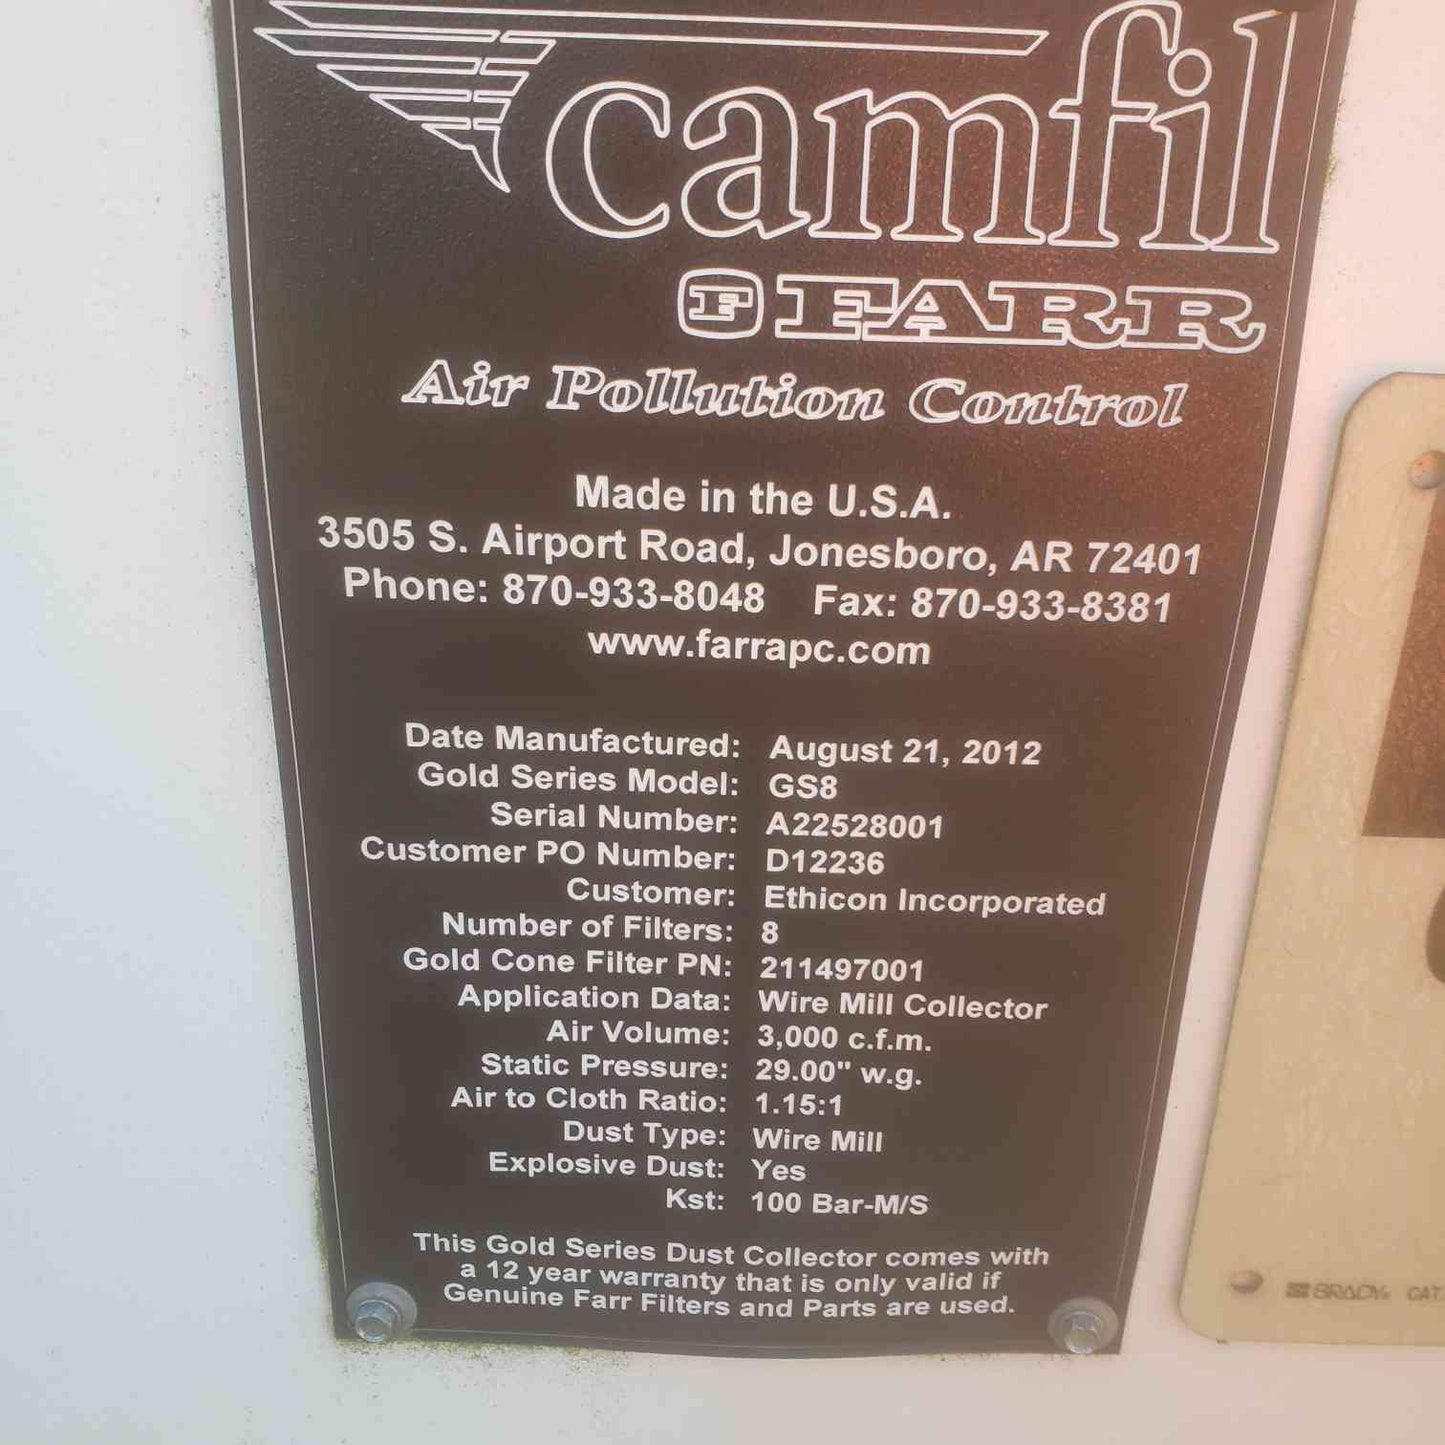 camfil
F FARR
Air Pollution Control
Made in the U.S.A.
3505 S. Airport Road, Jonesboro, AR 72401
Phone: 870-933-8048 Fax: 870-933-8381
www.farrapc.com
Date Manufactured: August 21, 2012
Gold Series Model: GS8
Serial Number: A22528001
Customer PO Number: D12236
Customer: Ethicon Incorporated
Number of Filters: 8
Gold Cone Filter PN: 211497001
Application Data: Wire Mill Collector
Air Volume: 3,000 c.f.m.
Static Pressure: 29.00" w.g.
Air to Cloth Ratio: 1.15:1
Dust Type: Wire Mill
Explosive Dust: Yes
Kst: 100 Bar-M/S
This Gold Series Dust Collector comes with
a 12 year warranty that is only valid if
Genuine Farr Filters and Parts are used.
BRADY CAT